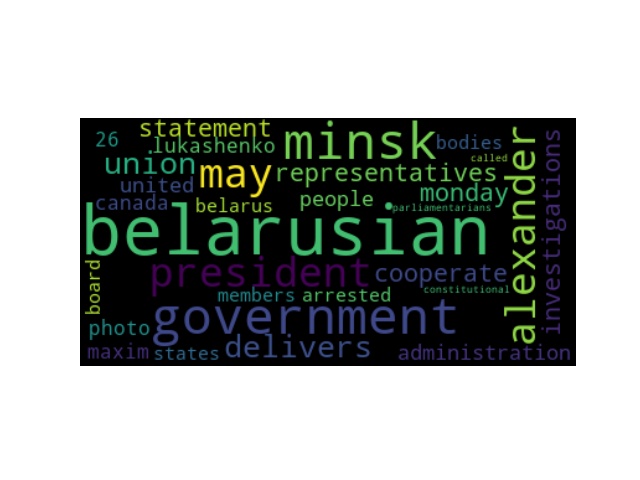 statement
26
lukashenko
minsk
bodies
called
union
may
representatives
united
monday
canada
belarus
people
parliamentarians
belarusian
alexander
investigations
president
cooperate
board
members
arrested
constitutional
photo
government
maxim
states
delivers
administration